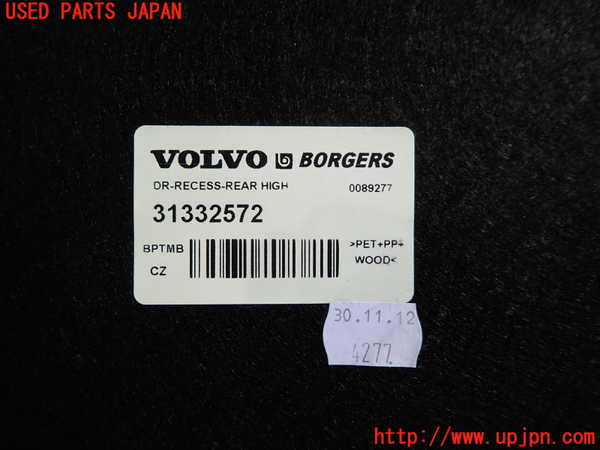 USED PARTS JAPAN
VOLVO BORGERS
DR-RECESS-REAR HIGH 0089277
31332572
BPTMB >PET+PP+
CZ WOOD<
30.11.12
4277
http://www.upjpn.com/